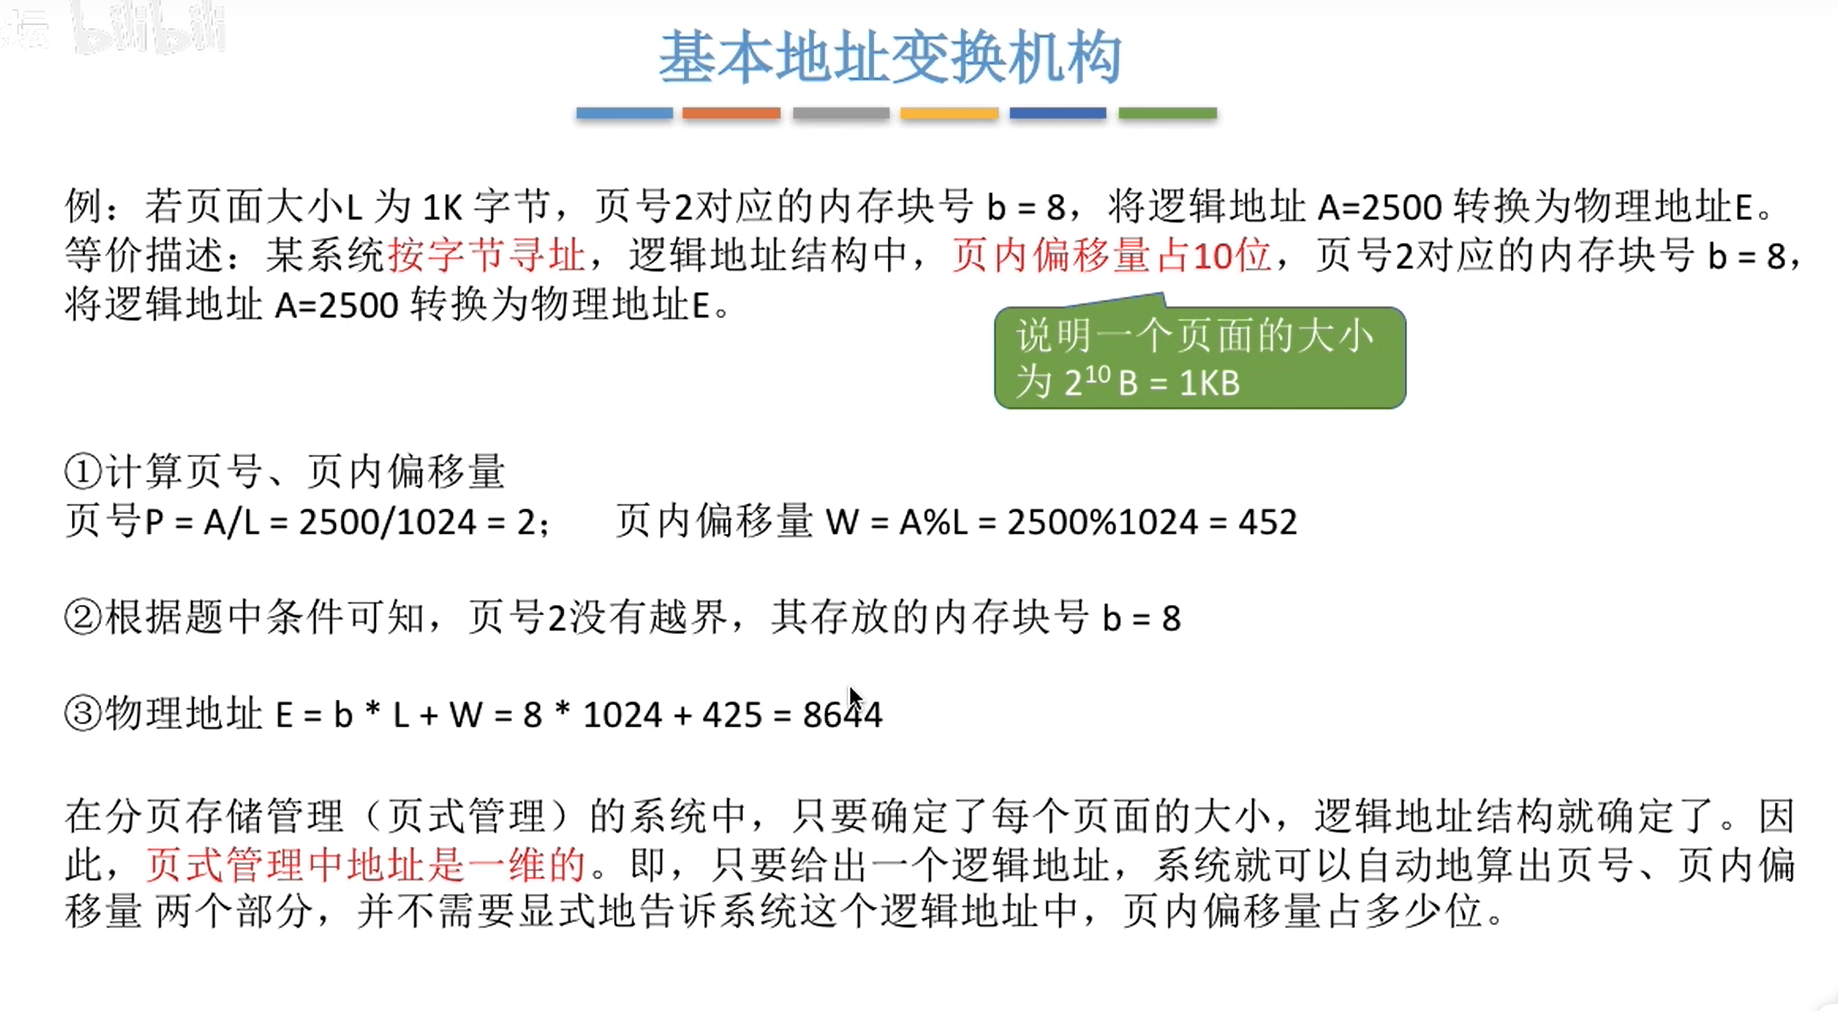 坛 bilibili
基本地址变换机构
例：若页面大小L 为 1K 字节，页号2对应的内存块号 b = 8，将逻辑地址 A=2500 转换为物理地址E。
等价描述：某系统按字节寻址，逻辑地址结构中，页内偏移量占10位，页号2对应的内存块号 b = 8，
将逻辑地址 A=2500 转换为物理地址E。
说明一个页面的大小
为 2¹⁰ B = 1KB
①计算页号、页内偏移量
页号P = A/L = 2500/1024 = 2； 页内偏移量 W = A%L = 2500%1024 = 452
②根据题中条件可知，页号2没有越界，其存放的内存块号 b = 8
③物理地址 E = b * L + W = 8 * 1024 + 425 = 8644
在分页存储管理（页式管理）的系统中，只要确定了每个页面的大小，逻辑地址结构就确定了。因
此，页式管理中地址是一维的。即，只要给出一个逻辑地址，系统就可以自动地算出页号、页内偏
移量 两个部分，并不需要显式地告诉系统这个逻辑地址中，页内偏移量占多少位。